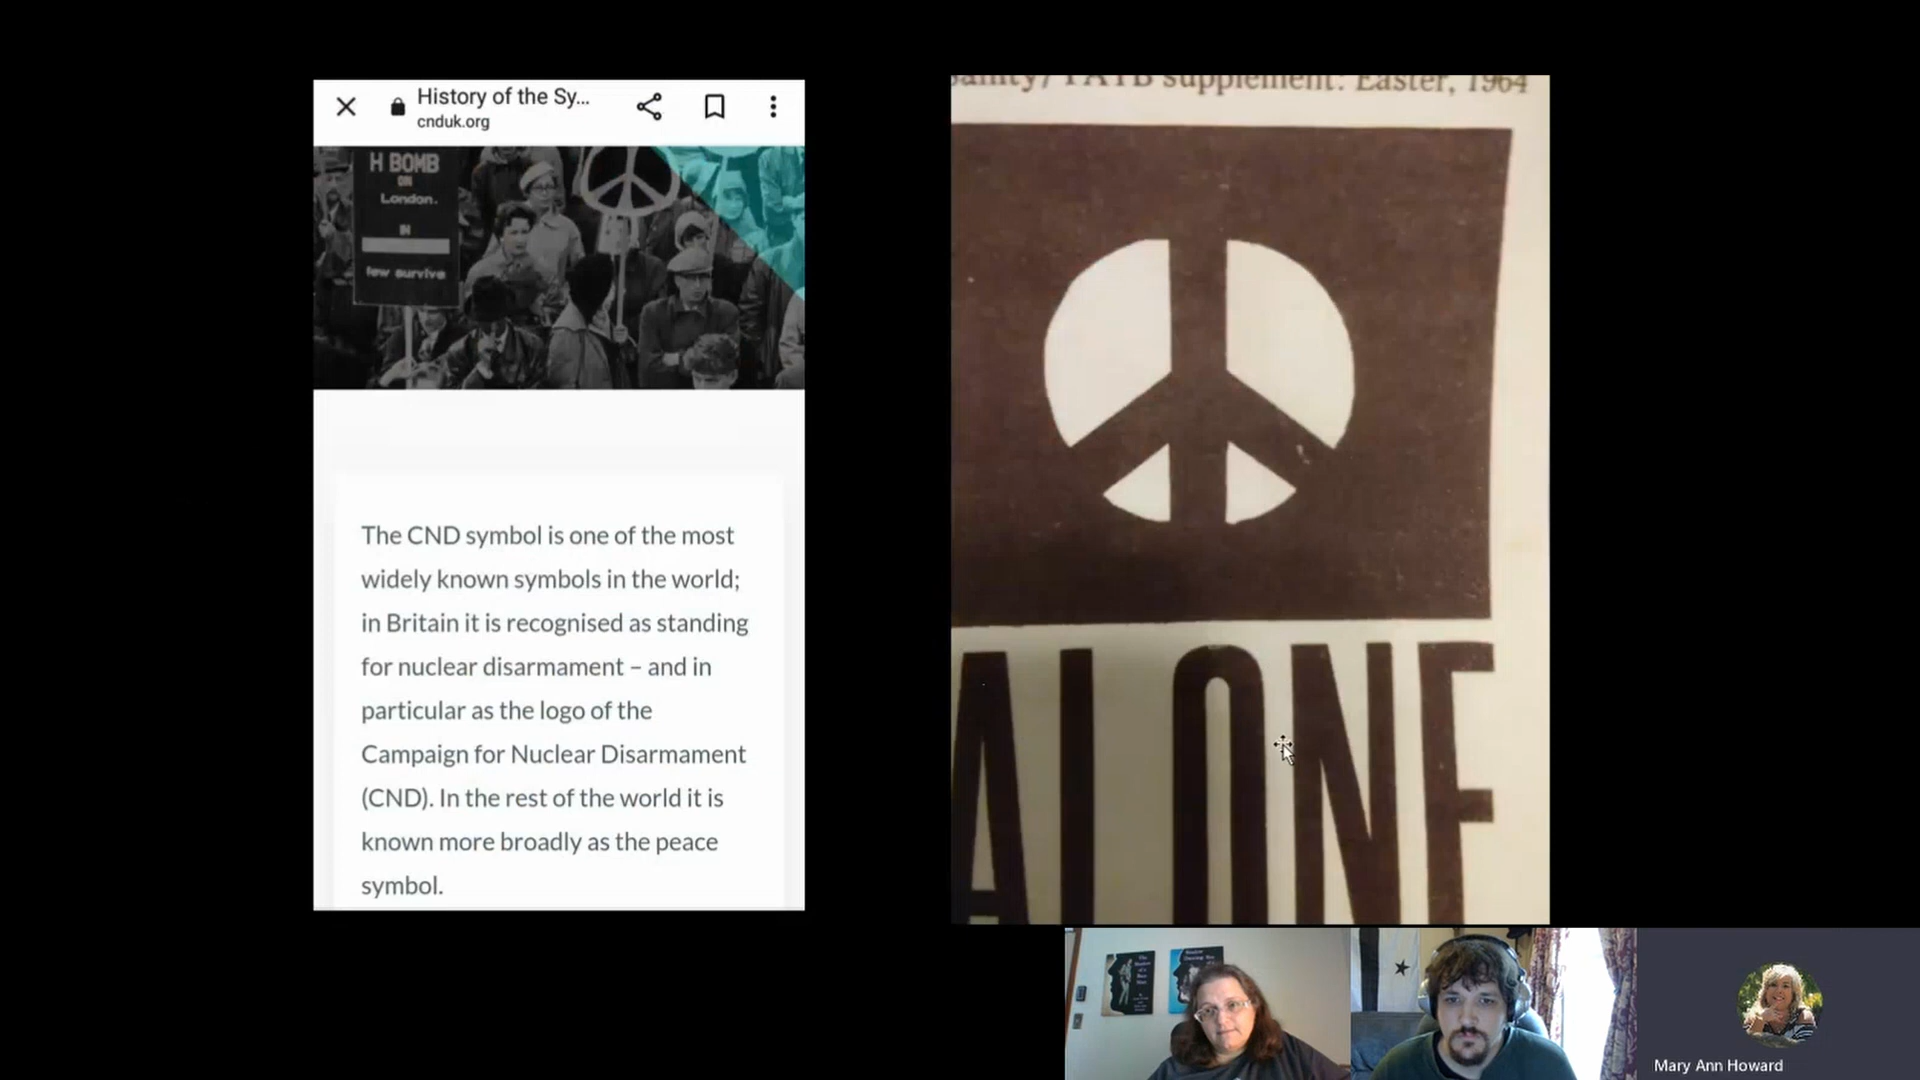 History of the Sy...
cnduk.org
H BOMB
ON
London.
IN
few survive
The CND symbol is one of the most
widely known symbols in the world;
in Britain it is recognised as standing
for nuclear disarmament – and in
particular as the logo of the
Campaign for Nuclear Disarmament
(CND). In the rest of the world it is
known more broadly as the peace
symbol.
supplement: Easter, 1964
ALONE
Mary Ann Howard